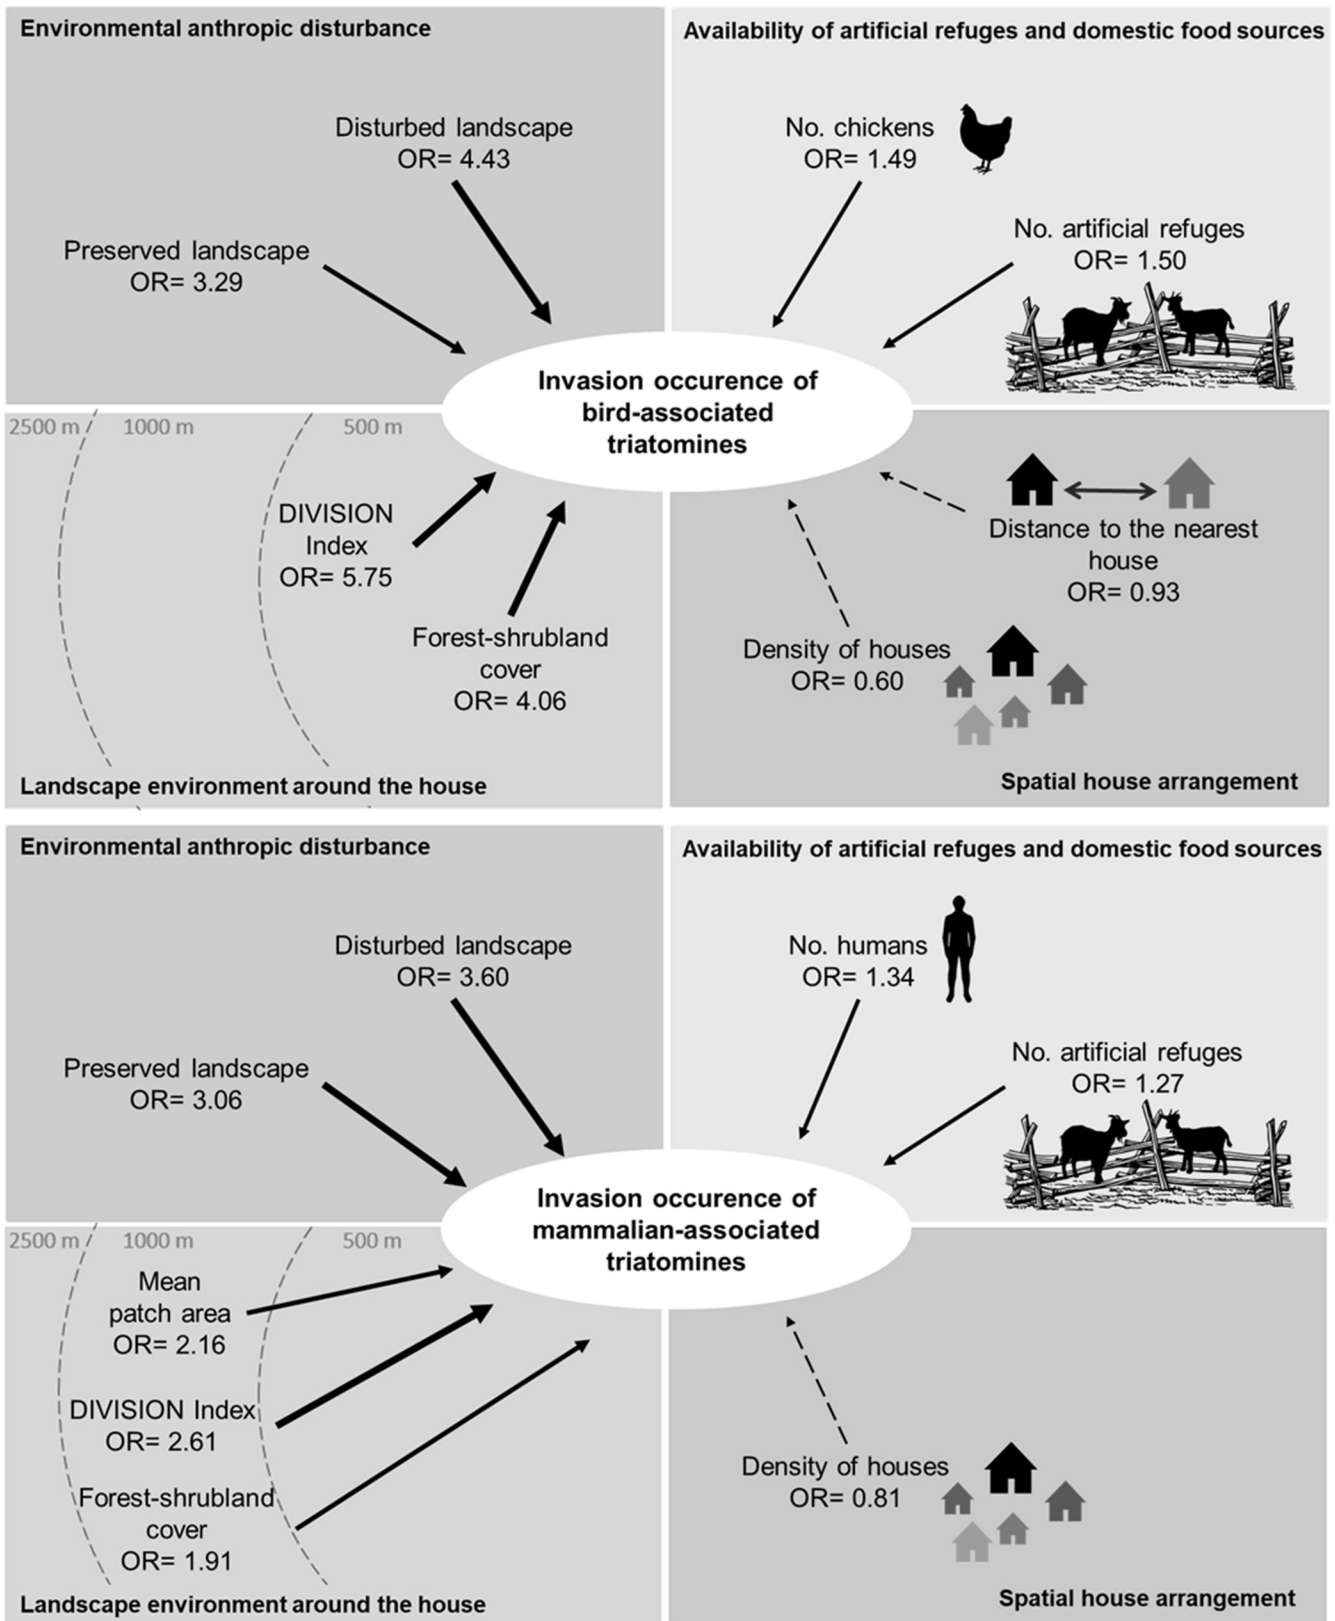 Environmental anthropic disturbance
Availability of artificial refuges and domestic food sources
Disturbed landscape
OR= 4.43
Preserved landscape
OR= 3.29
No. chickens
OR= 1.49
No. artificial refuges
OR= 1.50
Invasion occurence of
bird-associated
triatomines
2500 m
1000 m
500 m
DIVISION
Index
OR= 5.75
Forest-shrubland
cover
OR= 4.06
Landscape environment around the house
Distance to the nearest
house
OR= 0.93
Density of houses
OR= 0.60
Spatial house arrangement
Environmental anthropic disturbance
Availability of artificial refuges and domestic food sources
Disturbed landscape
OR= 3.60
Preserved landscape
OR= 3.06
No. humans
OR= 1.34
No. artificial refuges
OR= 1.27
Invasion occurence of
mammalian-associated
triatomines
2500 m
1000 m
500 m
Mean
patch area
OR= 2.16
DIVISION Index
OR= 2.61
Forest-shrubland
cover
OR= 1.91
Landscape environment around the house
Density of houses
OR= 0.81
Spatial house arrangement